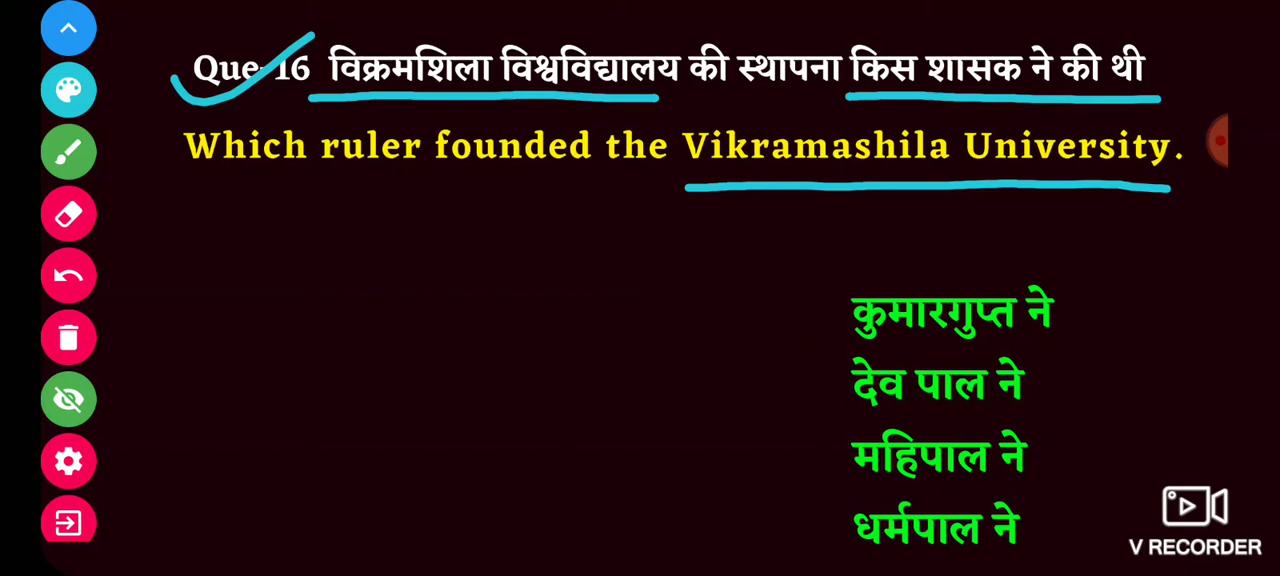 Que-16 विक्रमशिला विश्वविद्यालय की स्थापना किस शासक ने की थी
Which ruler founded the Vikramashila University.
कुमारगुप्त ने
देव पाल ने
महिपाल ने
धर्मपाल ने
V RECORDER